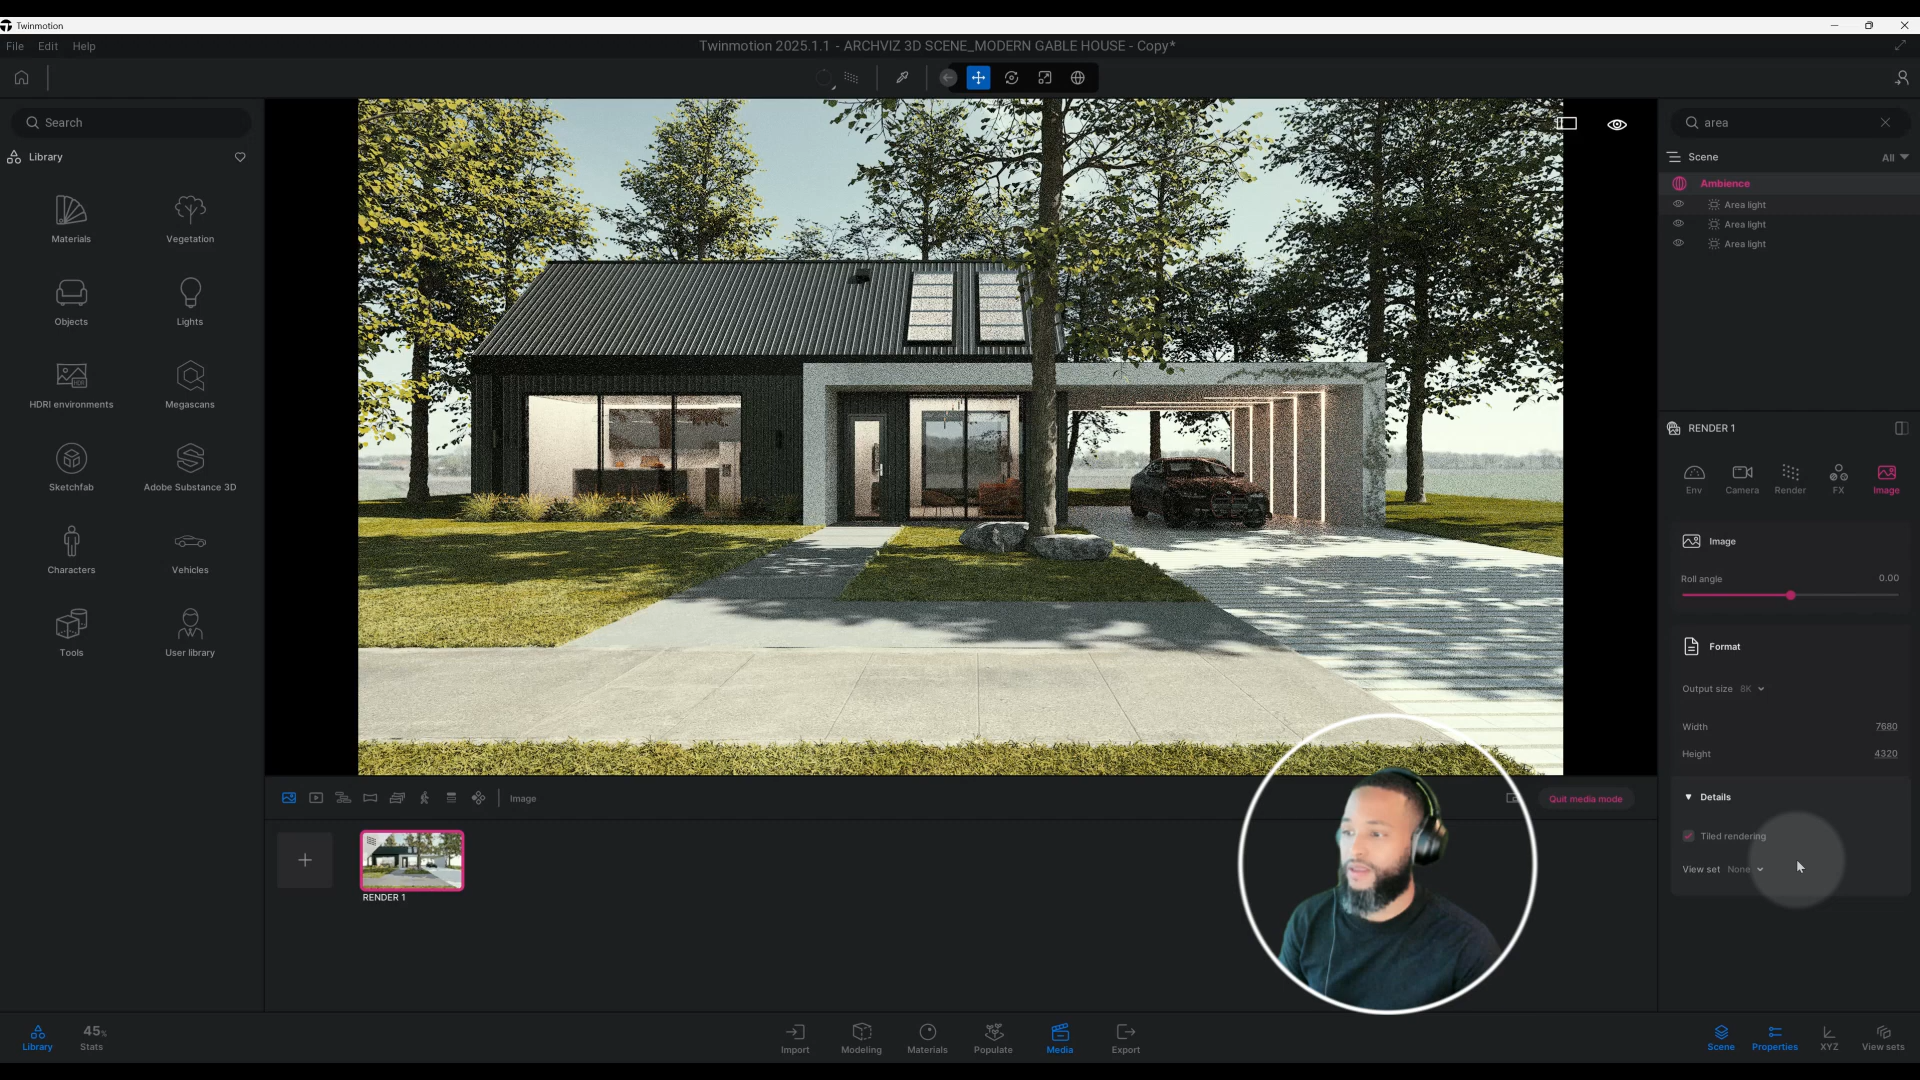 Twinmotion
File Edit Help
Twinmotion 2025.1.1 - ARCHVIZ 3D SCENE_MODERN GABLE HOUSE - Copy*
Search
Library
Materials
Vegetation
Objects
Lights
HDRI environments
Megascans
Sketchfab
Adobe Substance 3D
Characters
Vehicles
Tools
User library
area
Scene
All
Ambience
Area light
Area light
Area light
RENDER 1
Env
Camera
Render
FX
Image
Image
Roll angle 0.00
Format
Output size 8K
Width 7680
Height 4320
Details
Tiled rendering
View set None
Image
Quit media mode
RENDER 1
Library
45%
Stats
Import
Modeling
Materials
Populate
Media
Export
Scene
Properties
XYZ
View sets